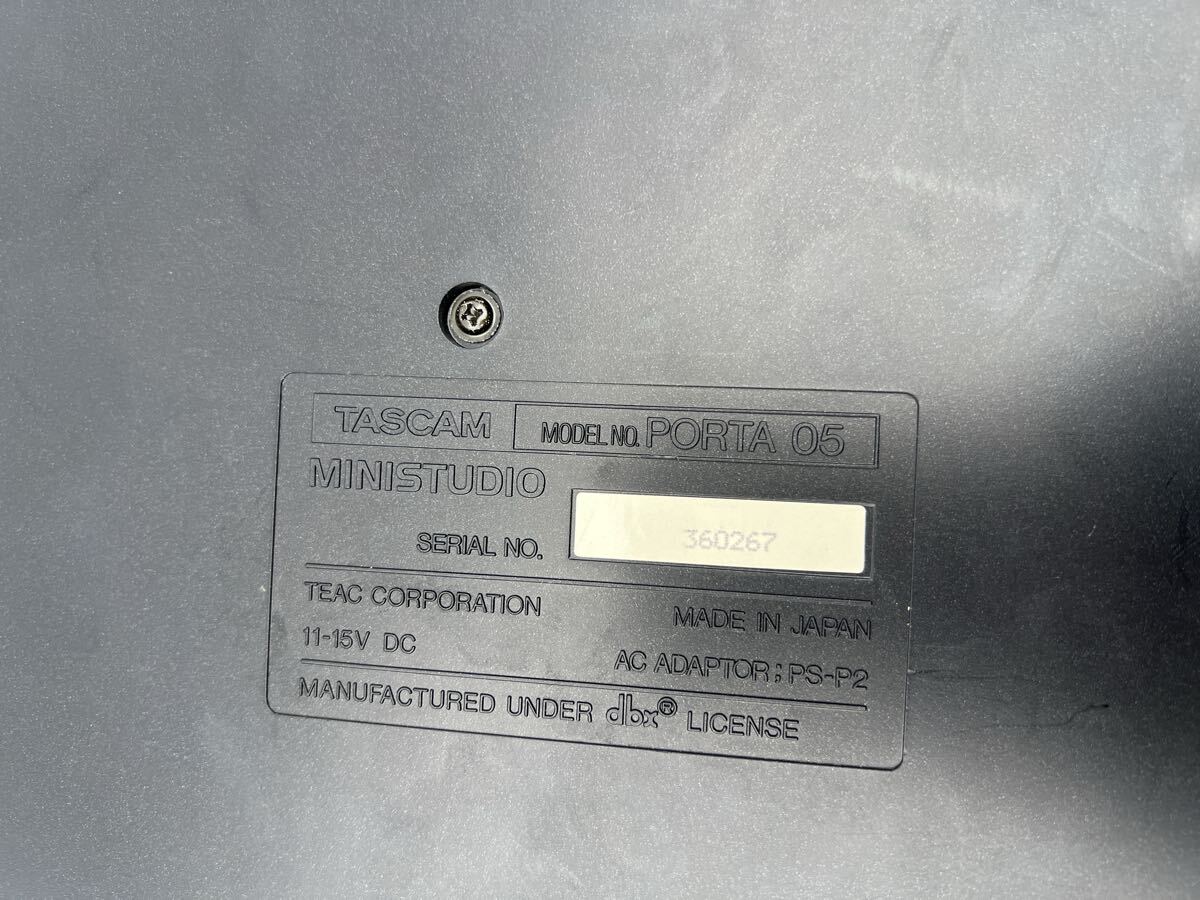 TASCAM MODEL NO. PORTA 05
MINISTUDIO
SERIAL NO. 360267
TEAC CORPORATION MADE IN JAPAN
11-15V DC AC ADAPTOR; PS-P2
MANUFACTURED UNDER dbx® LICENSE